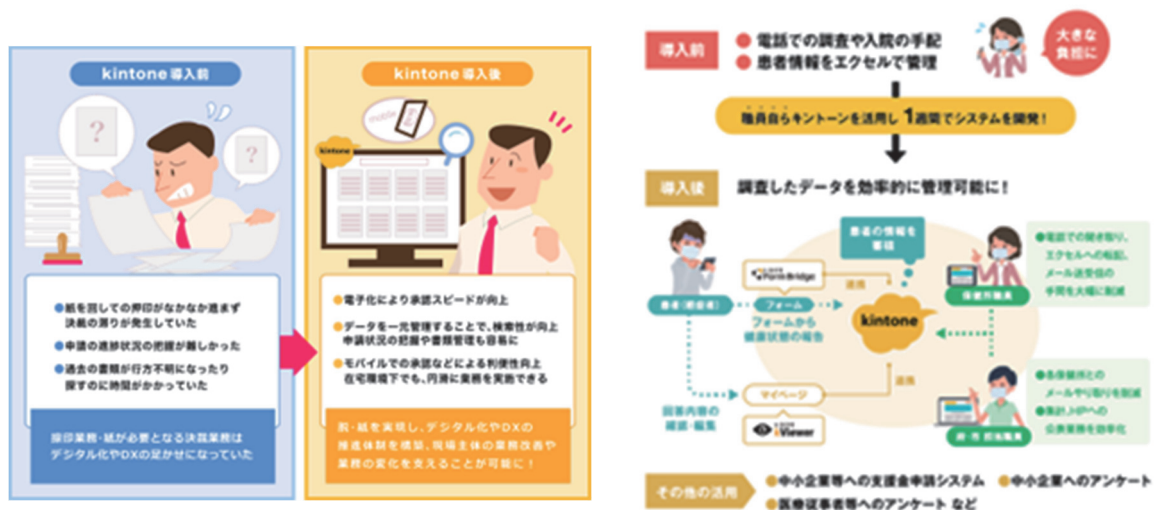 kintone 導入前
?
?
●紙を回しての押印がなかなか進まず
決裁の滞りが発生していた
●申請の進捗状況の把握が難しかった
●過去の書類が行方不明になったり
探すのに時間がかかっていた
押印業務・紙が必要となる決裁業務は
デジタル化やDXの足かせになっていた
kintone 導入後
mobile
kintone
●電子化により承認スピードが向上
●データを一元管理することで、検索性が向上
申請状況の把握や書類管理も容易に
●モバイルでの承認などによる利便性向上
在宅環境下でも、円滑に業務を実施できる
脱・紙を実現し、デジタル化やDXの
推進体制を構築、現場主体の業務改善や
業務の変化を支えることが可能に!
導入前
●電話での調査や入院の手配
●患者情報をエクセルで管理
大きな
負担に
職員自らキントーンを活用し 1週間でシステムを開発!
導入後
調査したデータを効率的に管理可能に!
患者の情報を
蓄積
FormBridge
連携
患者(感染者)
フォーム
フォームから
健康状態の報告
kintone
保健所職員
●電話での聞き取り、
エクセルへの転記、
メール送受信の
手間を大幅に削減
連携
マイページ
kViewer
回答内容の
確認・編集
府・市 担当職員
●各保健所との
メールやり取りを削減
●集計、HPへの
公表業務を効率化
その他の活用
●中小企業等への支援金申請システム ●中小企業へのアンケート
●医療従事者等へのアンケート など